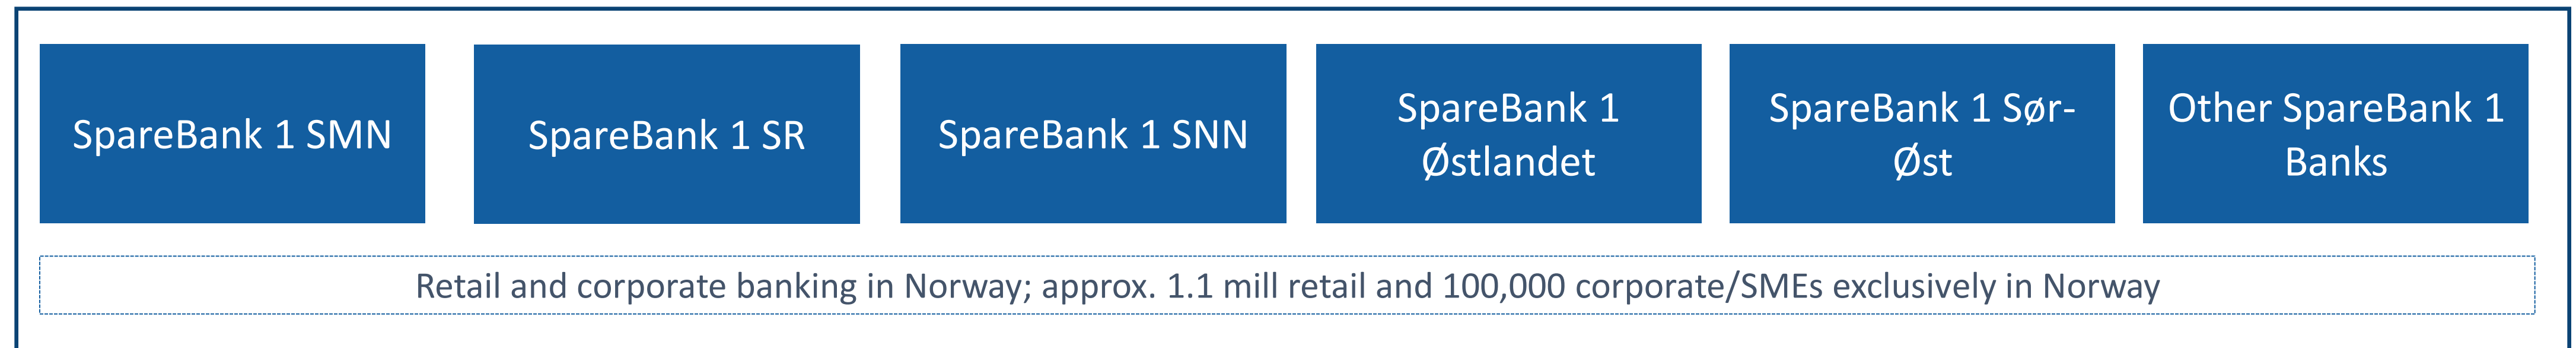 SpareBank 1 SMN
SpareBank 1 SR
SpareBank 1 SNN
SpareBank 1
Østlandet
SpareBank 1 Sør-
Øst
Other SpareBank 1
Banks
Retail and corporate banking in Norway; approx. 1.1 mill retail and 100,000 corporate/SMEs exclusively in Norway